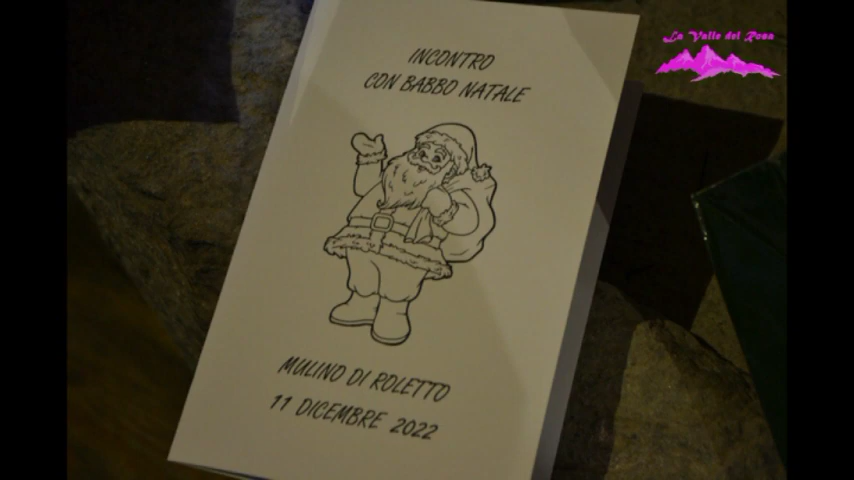 La Valle del Rosa
INCONTRO
CON BABBO NATALE
MULINO DI ROLETTO
11 DICEMBRE 2022